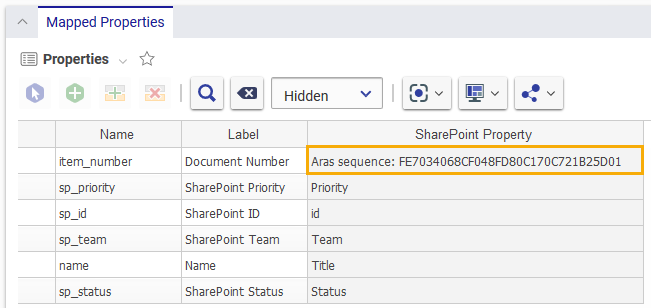 Mapped Properties
Properties
Hidden
Name Label SharePoint Property
item_number Document Number Aras sequence: FE7034068CF048FD80C170C721B25D01
sp_priority SharePoint Priority Priority
sp_id SharePoint ID id
sp_team SharePoint Team Team
name Name Title
sp_status SharePoint Status Status